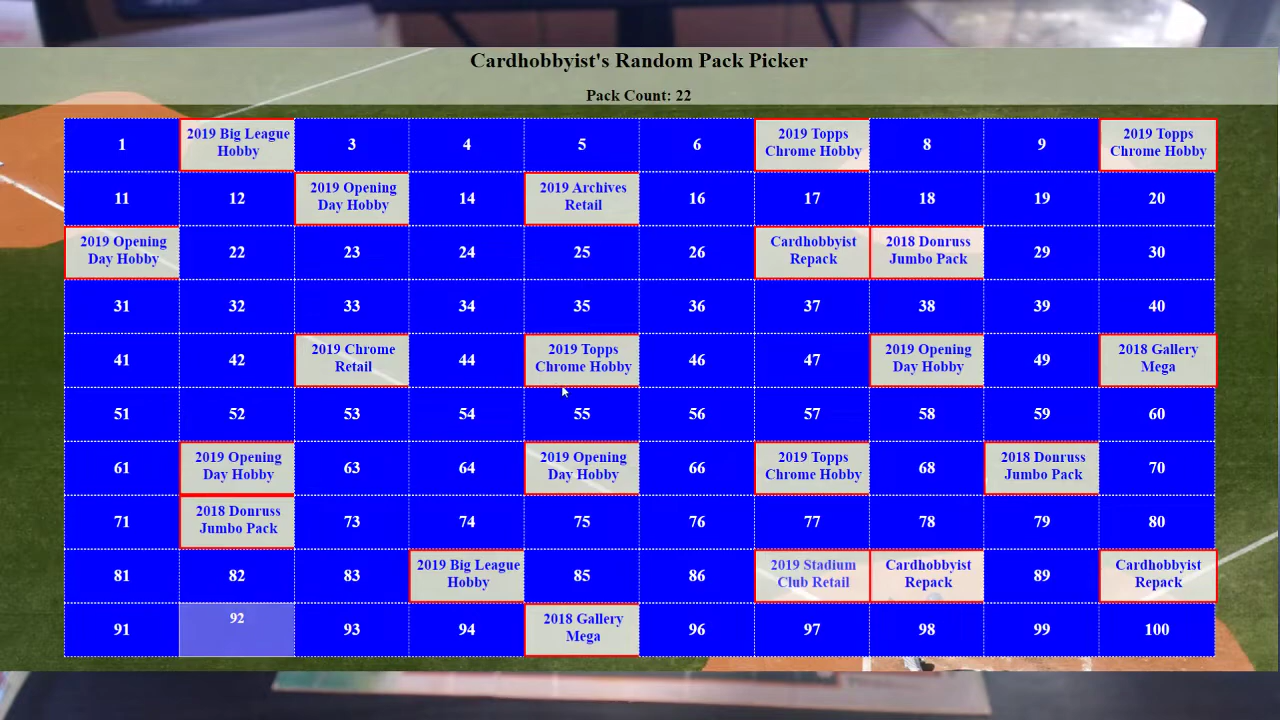 Cardhobbyist's Random Pack Picker
Pack Count: 22
1
2019 Big League
Hobby
3
4
5
6
2019 Topps
Chrome Hobby
8
9
2019 Topps
Chrome Hobby
11
12
2019 Opening
Day Hobby
14
2019 Archives
Retail
16
17
18
19
20
2019 Opening
Day Hobby
22
23
24
25
26
Cardhobbyist
Repack
2018 Donruss
Jumbo Pack
29
30
31
32
33
34
35
36
37
38
39
40
41
42
2019 Chrome
Retail
44
2019 Topps
Chrome Hobby
46
47
2019 Opening
Day Hobby
49
2018 Gallery
Mega
51
52
53
54
55
56
57
58
59
60
61
2019 Opening
Day Hobby
63
64
2019 Opening
Day Hobby
66
2019 Topps
Chrome Hobby
68
2018 Donruss
Jumbo Pack
70
71
2018 Donruss
Jumbo Pack
73
74
75
76
77
78
79
80
81
82
83
2019 Big League
Hobby
85
86
2019 Stadium
Club Retail
Cardhobbyist
Repack
89
Cardhobbyist
Repack
91
92
93
94
2018 Gallery
Mega
96
97
98
99
100